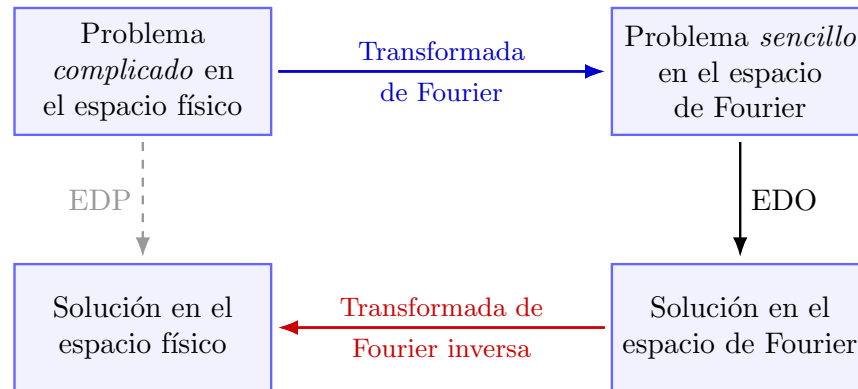 Problema
complicado en
el espacio físico
Transformada
de Fourier
Problema sencillo
en el espacio
de Fourier
EDP
EDO
Solución en el
espacio físico
Transformada de
Fourier inversa
Solución en el
espacio de Fourier